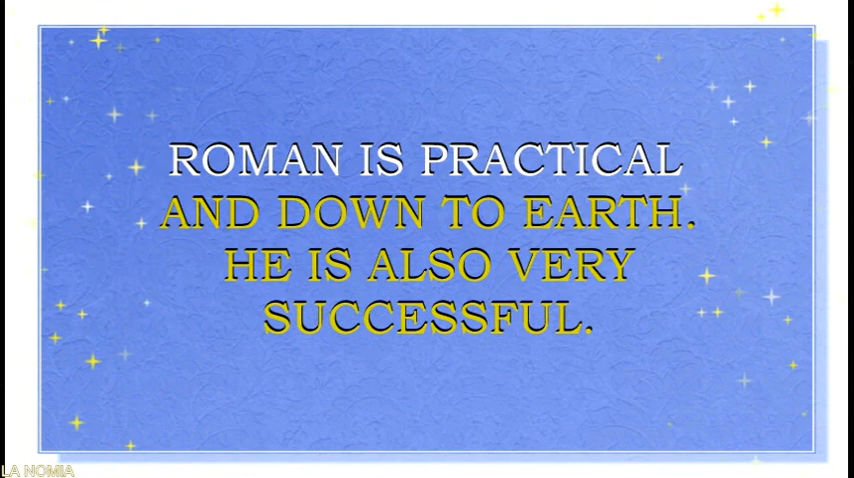 ROMAN IS PRACTICAL
AND DOWN TO EARTH.
HE IS ALSO VERY
SUCCESSFUL.
LA NOMIA